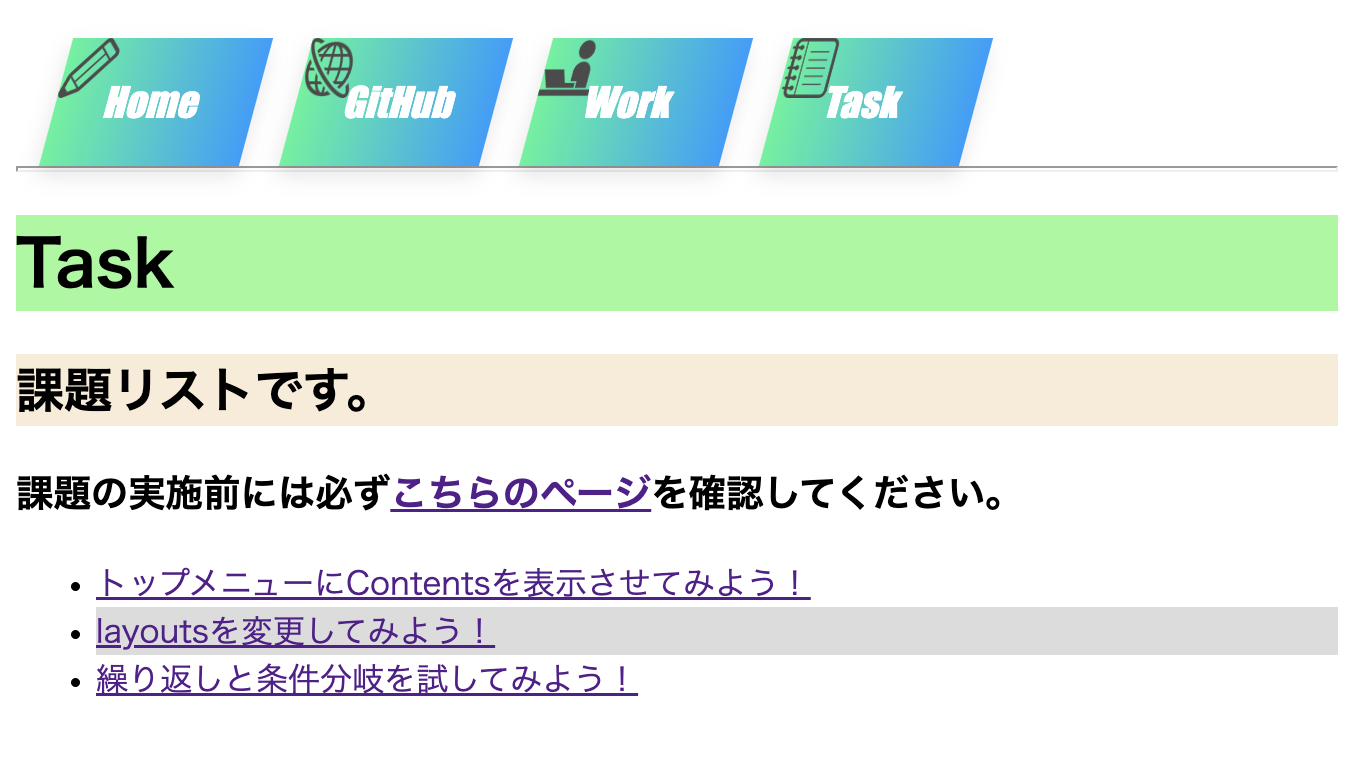 Home GitHub Work Task
Task
課題リストです。
課題の実施前には必ずこちらのページを確認してください。
トップメニューにContentsを表示させてみよう！
layoutsを変更してみよう！
繰り返しと条件分岐を試してみよう！